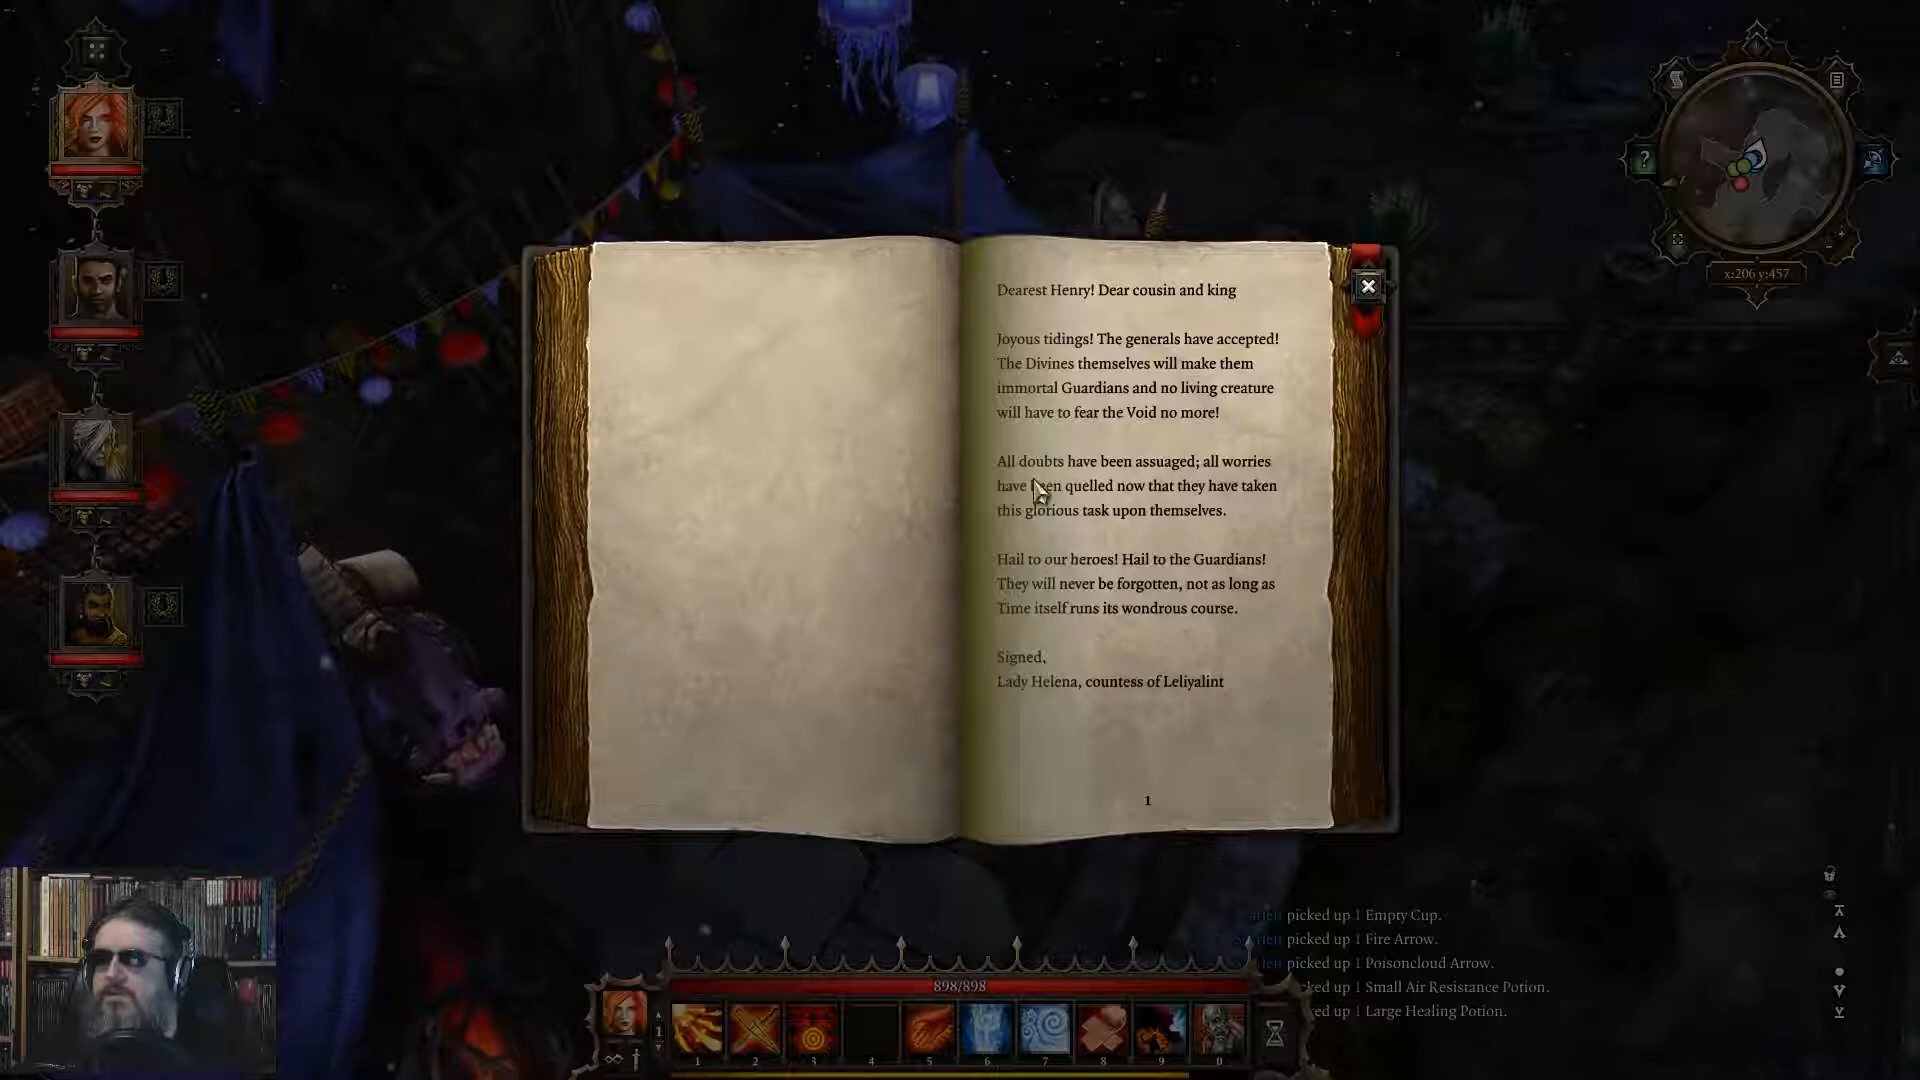 x:206 y:457
Dearest Henry! Dear cousin and king
Joyous tidings! The generals have accepted!
The Divines themselves will make them
immortal Guardians and no living creature
will have to fear the Void no more!
All doubts have been assuaged; all worries
have been quelled now that they have taken
this glorious task upon themselves.
Hail to our heroes! Hail to the Guardians!
They will never be forgotten, not as long as
Time itself runs its wondrous course.
Signed,
Lady Helena, countess of Leliyalint
1
picked up 1 Empty Cup.
picked up 1 Fire Arrow.
picked up 1 Poisoncloud Arrow.
up 1 Small Air Resistance Potion.
up 1 Large Healing Potion.
898/898
1
1 2 3 4 5 6 7 8 9 0